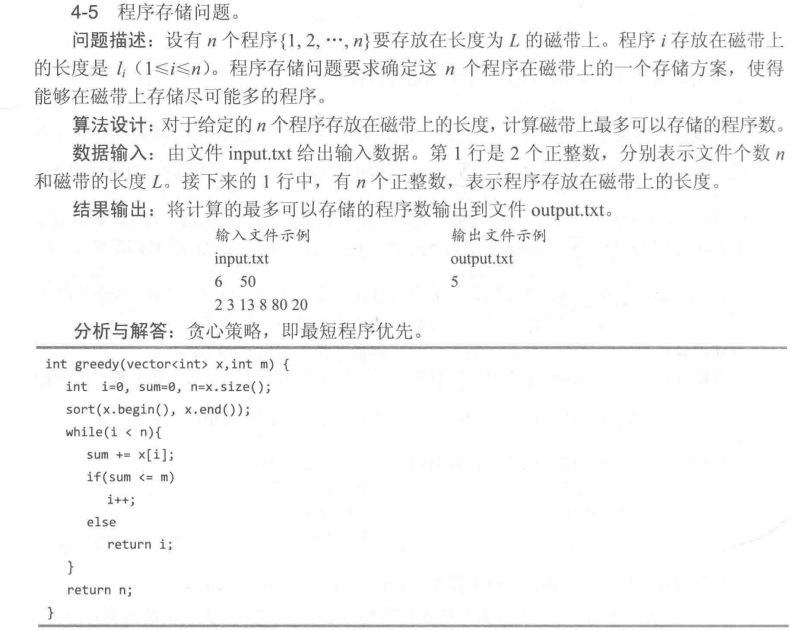 4-5 程序存储问题。
问题描述：设有 n 个程序{1, 2, …, n}要存放在长度为 L 的磁带上。程序 i 存放在磁带上
的长度是 lᵢ（1≤i≤n）。程序存储问题要求确定这 n 个程序在磁带上的一个存储方案，使得
能够在磁带上存储尽可能多的程序。
算法设计：对于给定的 n 个程序存放在磁带上的长度，计算磁带上最多可以存储的程序数。
数据输入：由文件 input.txt 给出输入数据。第 1 行是 2 个正整数，分别表示文件个数 n
和磁带的长度 L。接下来的 1 行中，有 n 个正整数，表示程序存放在磁带上的长度。
结果输出：将计算的最多可以存储的程序数输出到文件 output.txt。
输入文件示例 输出文件示例
input.txt output.txt
6 50 5
2 3 13 8 80 20
分析与解答：贪心策略，即最短程序优先。
int greedy(vector<int> x,int m) {
int i=0, sum=0, n=x.size();
sort(x.begin(), x.end());
while(i < n){
sum += x[i];
if(sum <= m)
i++;
else
return i;
}
return n;
}